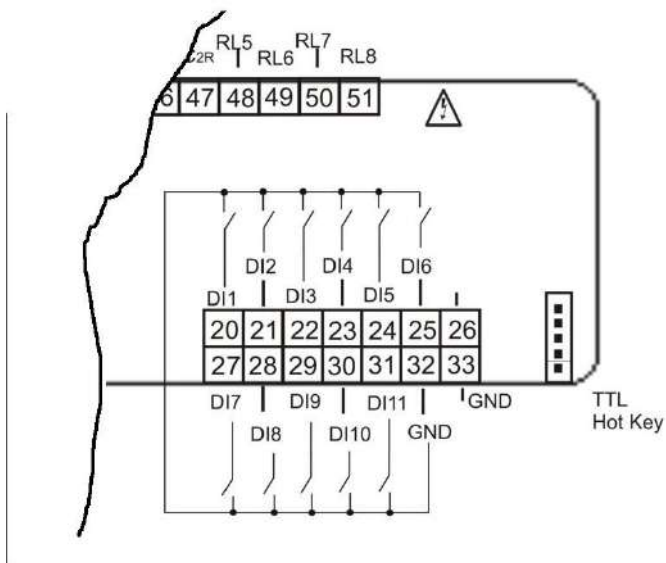 C2R RL5 RL6 RL7 RL8
6 47 48 49 50 51
DI2 DI4 DI6
DI1 DI3 DI5
20 21 22 23 24 25 26
27 28 29 30 31 32 33
DI7 DI9 DI11 GND
DI8 DI10 GND
TTL
Hot Key